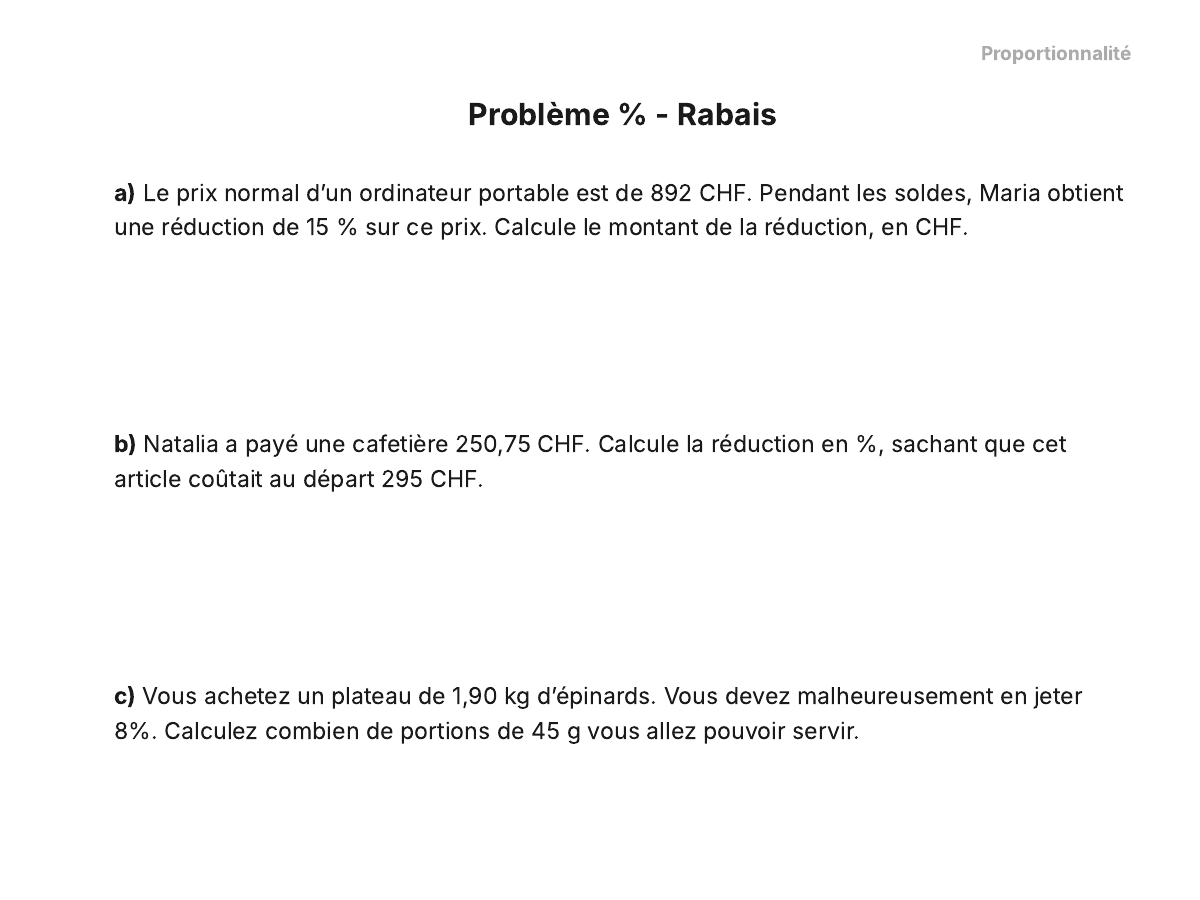 Proportionnalité
Problème % - Rabais
a) Le prix normal d’un ordinateur portable est de 892 CHF. Pendant les soldes, Maria obtient
une réduction de 15 % sur ce prix. Calcule le montant de la réduction, en CHF.
b) Natalia a payé une cafetière 250,75 CHF. Calcule la réduction en %, sachant que cet
article coûtait au départ 295 CHF.
c) Vous achetez un plateau de 1,90 kg d’épinards. Vous devez malheureusement en jeter
8%. Calculez combien de portions de 45 g vous allez pouvoir servir.